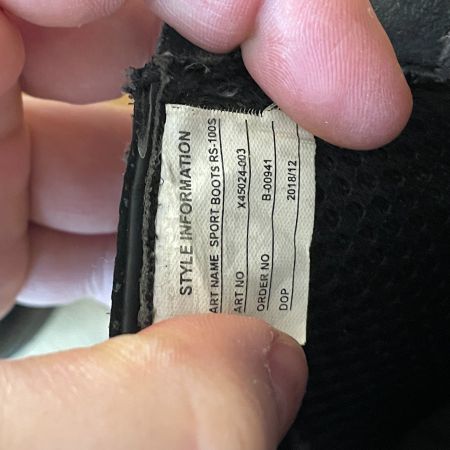 STYLE INFORMATION
ART NAME SPORT BOOTS RS-100S
ART NO X45024-003
ORDER NO B-00941
DOP 2018/12